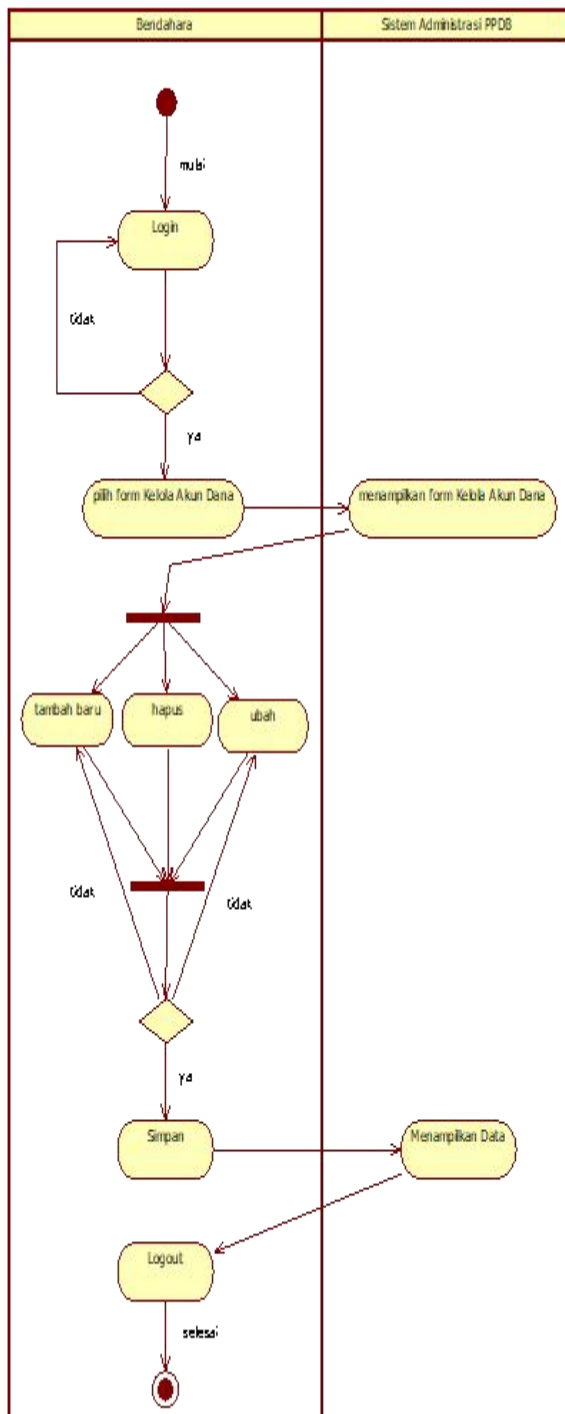 Bendahara
Sistem Administrasi PPDB
mulai
Login
tidak
ya
pilih form Kelola Akun Dana
menampilkan form Kelola Akun Dana
tambah baru
hapus
ubah
tidak
tidak
ya
Simpan
Menampilkan Data
Logout
selesai